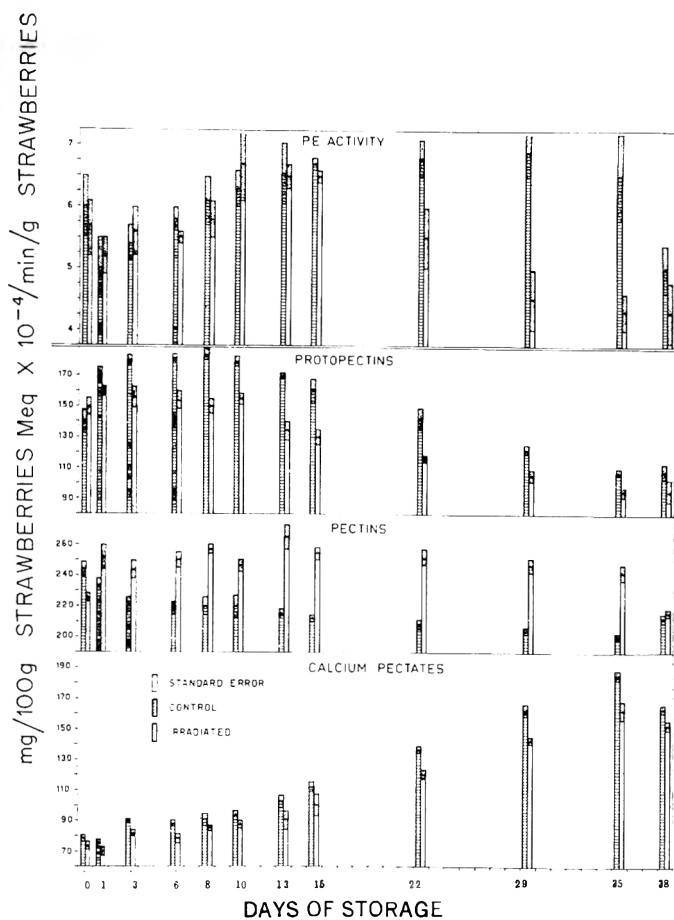 mg/100g STRAWBERRIES Meq X 10⁻⁴/min/g STRAWBERRIES
PE ACTIVITY
7
6
5
4
PROTOPECTINS
170
150
130
110
90
PECTINS
260
240
220
200
CALCIUM PECTATES
190
170
150
130
110
90
70
STANDARD ERROR
CONTROL
IRRADIATED
0 1 3 6 8 10 13 15 22 29 35 38
DAYS OF STORAGE